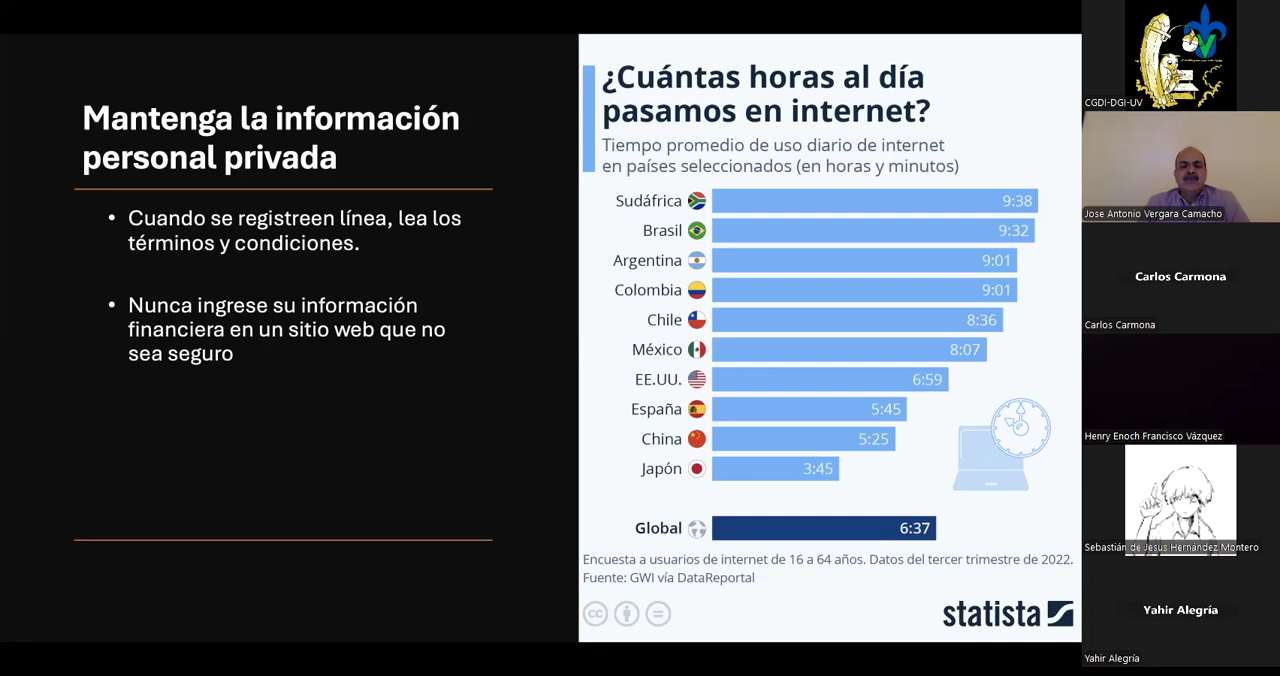 Mantenga la información
personal privada
• Cuando se registreen línea, lea los
términos y condiciones.
• Nunca ingrese su información
financiera en un sitio web que no
sea seguro
¿Cuántas horas al día
pasamos en internet?
Tiempo promedio de uso diario de internet
en países seleccionados (en horas y minutos)
Sudáfrica 9:38
Brasil 9:32
Argentina 9:01
Colombia 9:01
Chile 8:36
México 8:07
EE.UU. 6:59
España 5:45
China 5:25
Japón 3:45
Global 6:37
Encuesta a usuarios de internet de 16 a 64 años. Datos del tercer trimestre de 2022.
Fuente: GWI vía DataReportal
cc
statista
CGDI-DGI-UV
Jose Antonio Vergara Camacho
Carlos Carmona
Carlos Carmona
Henry Enoch Francisco Vázquez
Sebastián de Jesús Hernández Montero
Yahir Alegría
Yahir Alegría